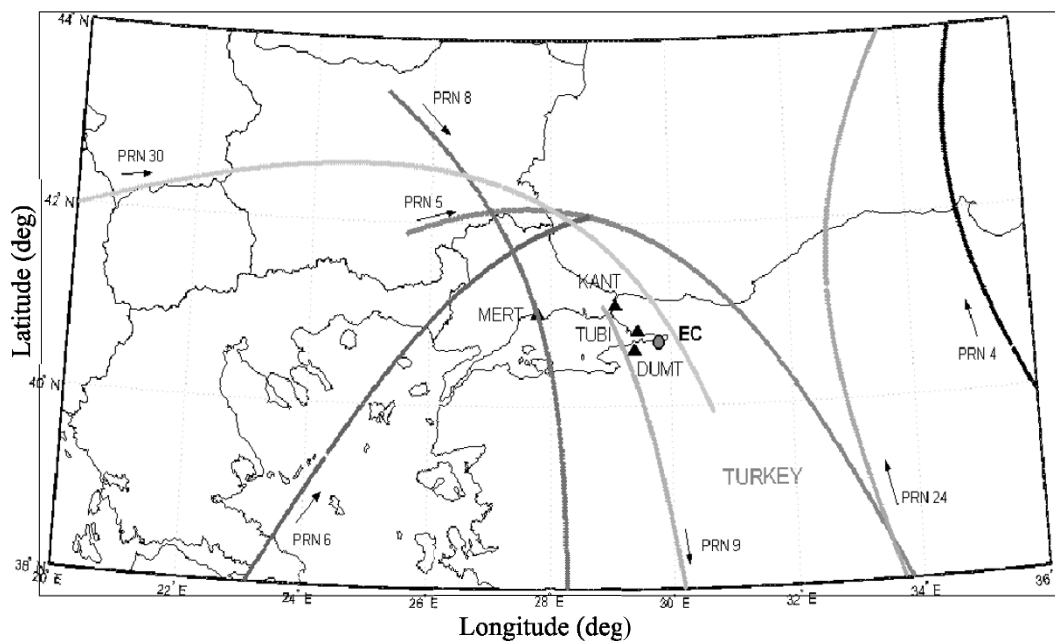 44°N
PRN 8
PRN 30
42°N
PRN 5
Latitude (deg)
KANT
MERT
TUBI
EC
DUMT
PRN 4
40°N
TURKEY
PRN 24
PRN 6
PRN 9
38°N
20°E
22°E
24°E
26°E
28°E
30°E
32°E
34°E
36°
Longitude (deg)